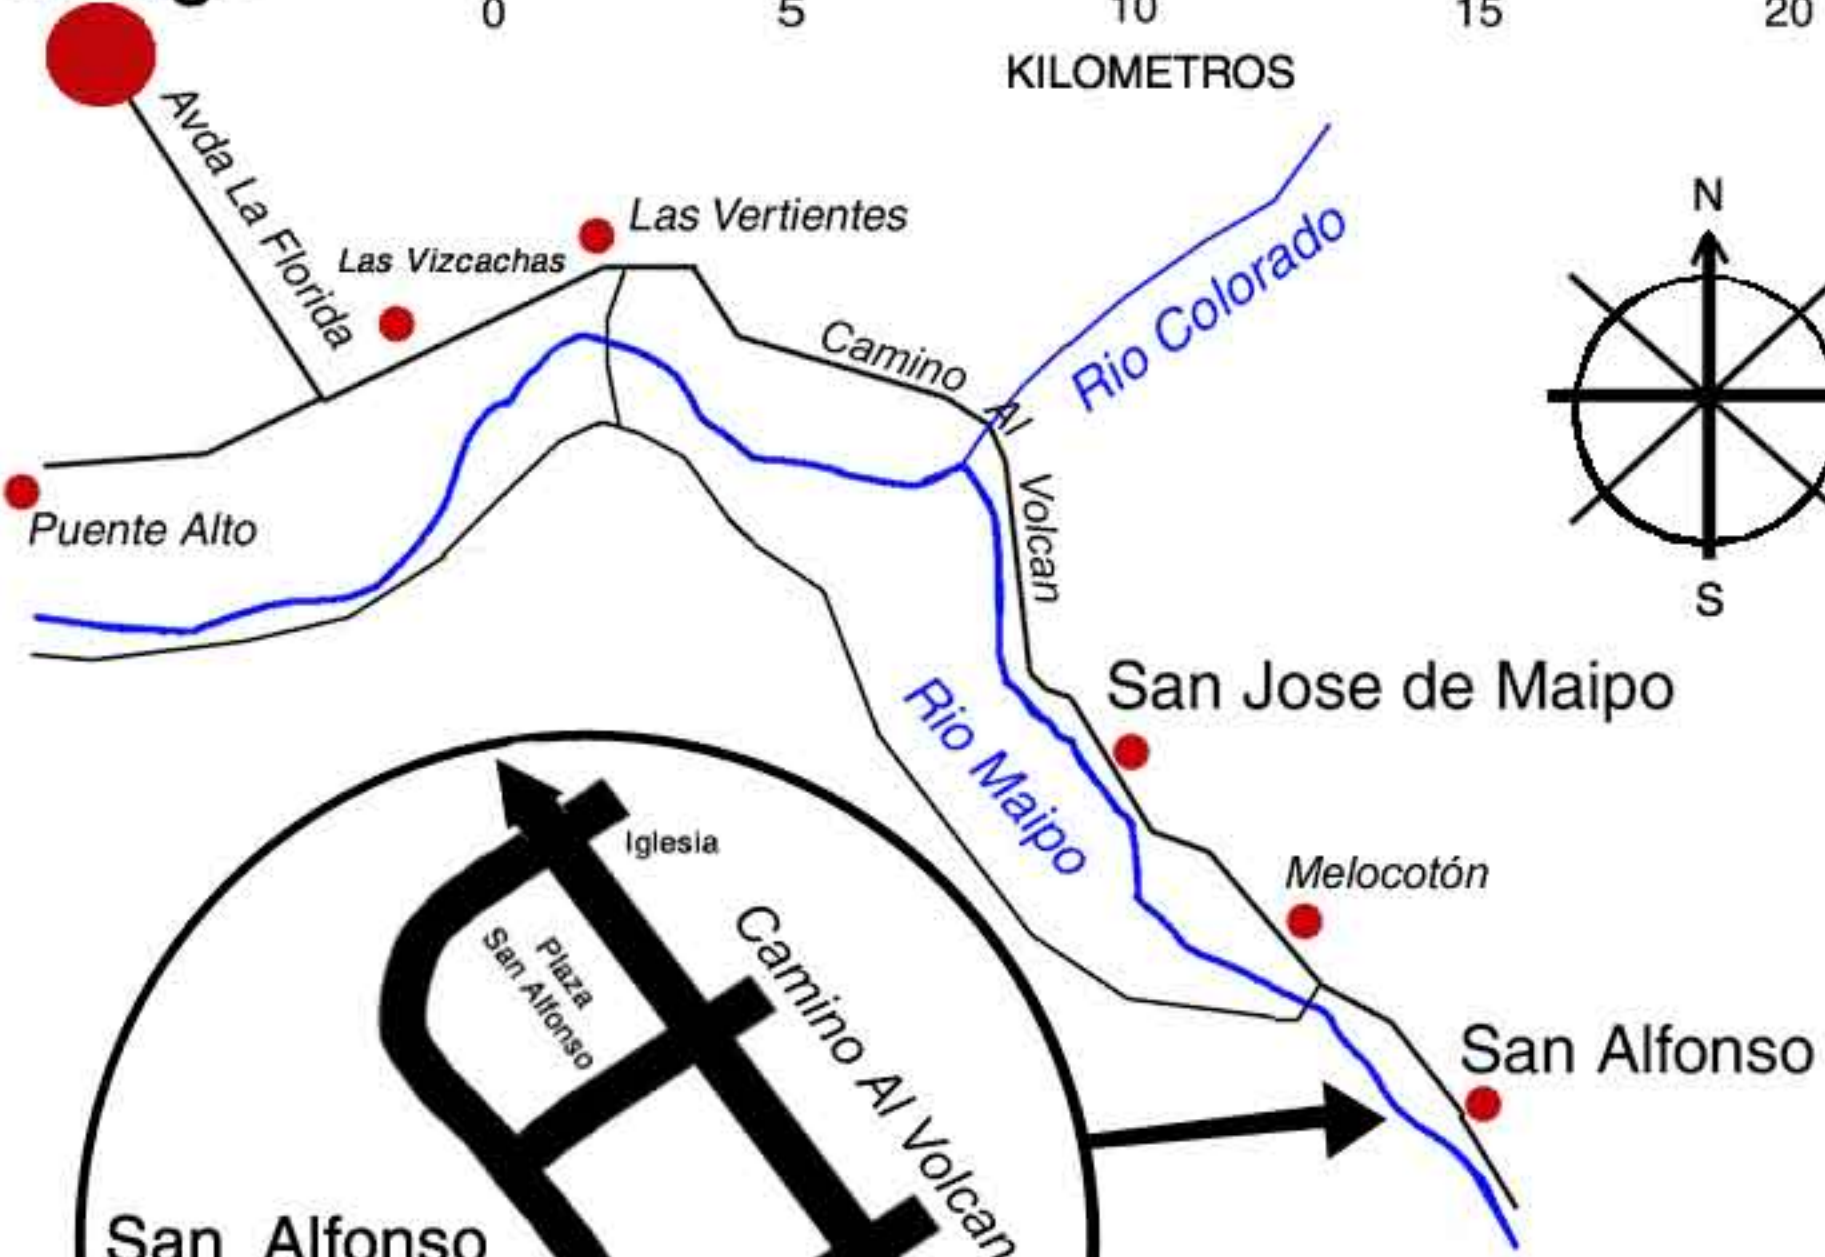 0 5 10 15 20
KILOMETROS
Avda La Florida
Las Vertientes
Las Vizcachas
N
Rio Colorado
Camino Al Volcan
Puente Alto
S
San Jose de Maipo
Rio Maipo
Iglesia
Melocotón
Plaza
San Alfonso
Camino Al Volcan
San Alfonso
San Alfonso